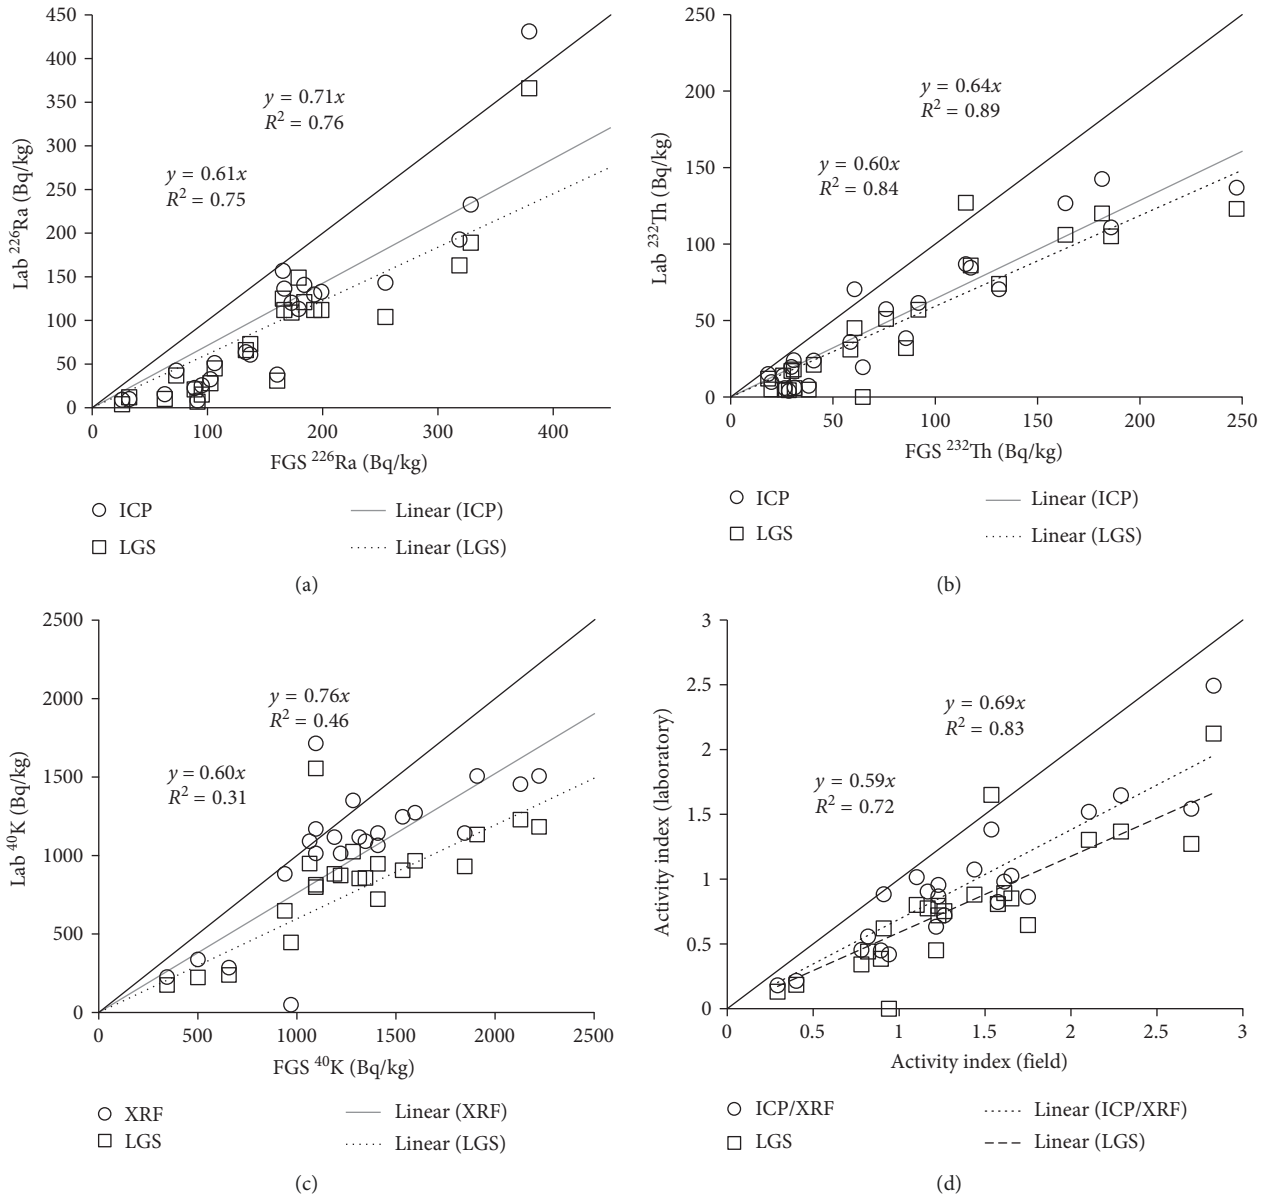 450
400
350
300
250
200
150
100
50
0
Lab ²²⁶Ra (Bq/kg)
y = 0.71x
R² = 0.76
y = 0.61x
R² = 0.75
0 100 200 300 400
FGS ²²⁶Ra (Bq/kg)
ICP Linear (ICP)
LGS Linear (LGS)
(a)
250
200
150
100
50
0
Lab ²³²Th (Bq/kg)
y = 0.64x
R² = 0.89
y = 0.60x
R² = 0.84
0 50 100 150 200 250
FGS ²³²Th (Bq/kg)
ICP Linear (ICP)
LGS Linear (LGS)
(b)
2500
2000
1500
1000
500
0
Lab ⁴⁰K (Bq/kg)
y = 0.76x
R² = 0.46
y = 0.60x
R² = 0.31
0 500 1000 1500 2000 2500
FGS ⁴⁰K (Bq/kg)
XRF Linear (XRF)
LGS Linear (LGS)
(c)
3
2.5
2
1.5
1
0.5
0
Activity index (laboratory)
y = 0.69x
R² = 0.83
y = 0.59x
R² = 0.72
0 0.5 1 1.5 2 2.5 3
Activity index (field)
ICP/XRF Linear (ICP/XRF)
LGS Linear (LGS)
(d)